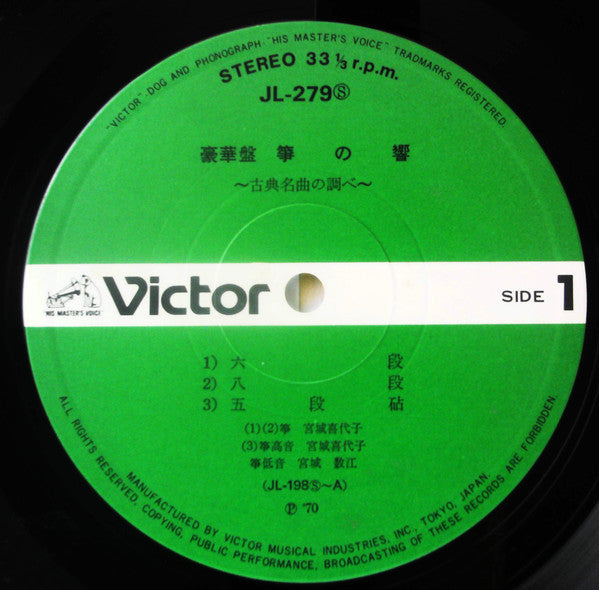 "VICTOR"·DOG AND PHONOGRAPH·"HIS MASTER'S VOICE" TRADMARKS REGISTERED.
STEREO 33 1/3 r.p.m.
JL-279Ⓢ
豪華盤 箏 の 響
〜古典名曲の調べ〜
'HIS MASTER'S VOICE'
Victor
SIDE 1
1) 六 段
2) 八 段
3) 五 段 砧
(1)(2)箏 宮城喜代子
(3)箏高音 宮城喜代子
箏低音 宮城 数江
(JL-198Ⓢ〜A)
Ⓟ '70
ALL RIGHTS RESERVED. COPYING, PUBLIC PERFORMANCE, BROADCASTING OF THESE RECORDS ARE FORBIDDEN.
MANUFACTURED BY VICTOR MUSICAL INDUSTRIES, INC., TOKYO, JAPAN.